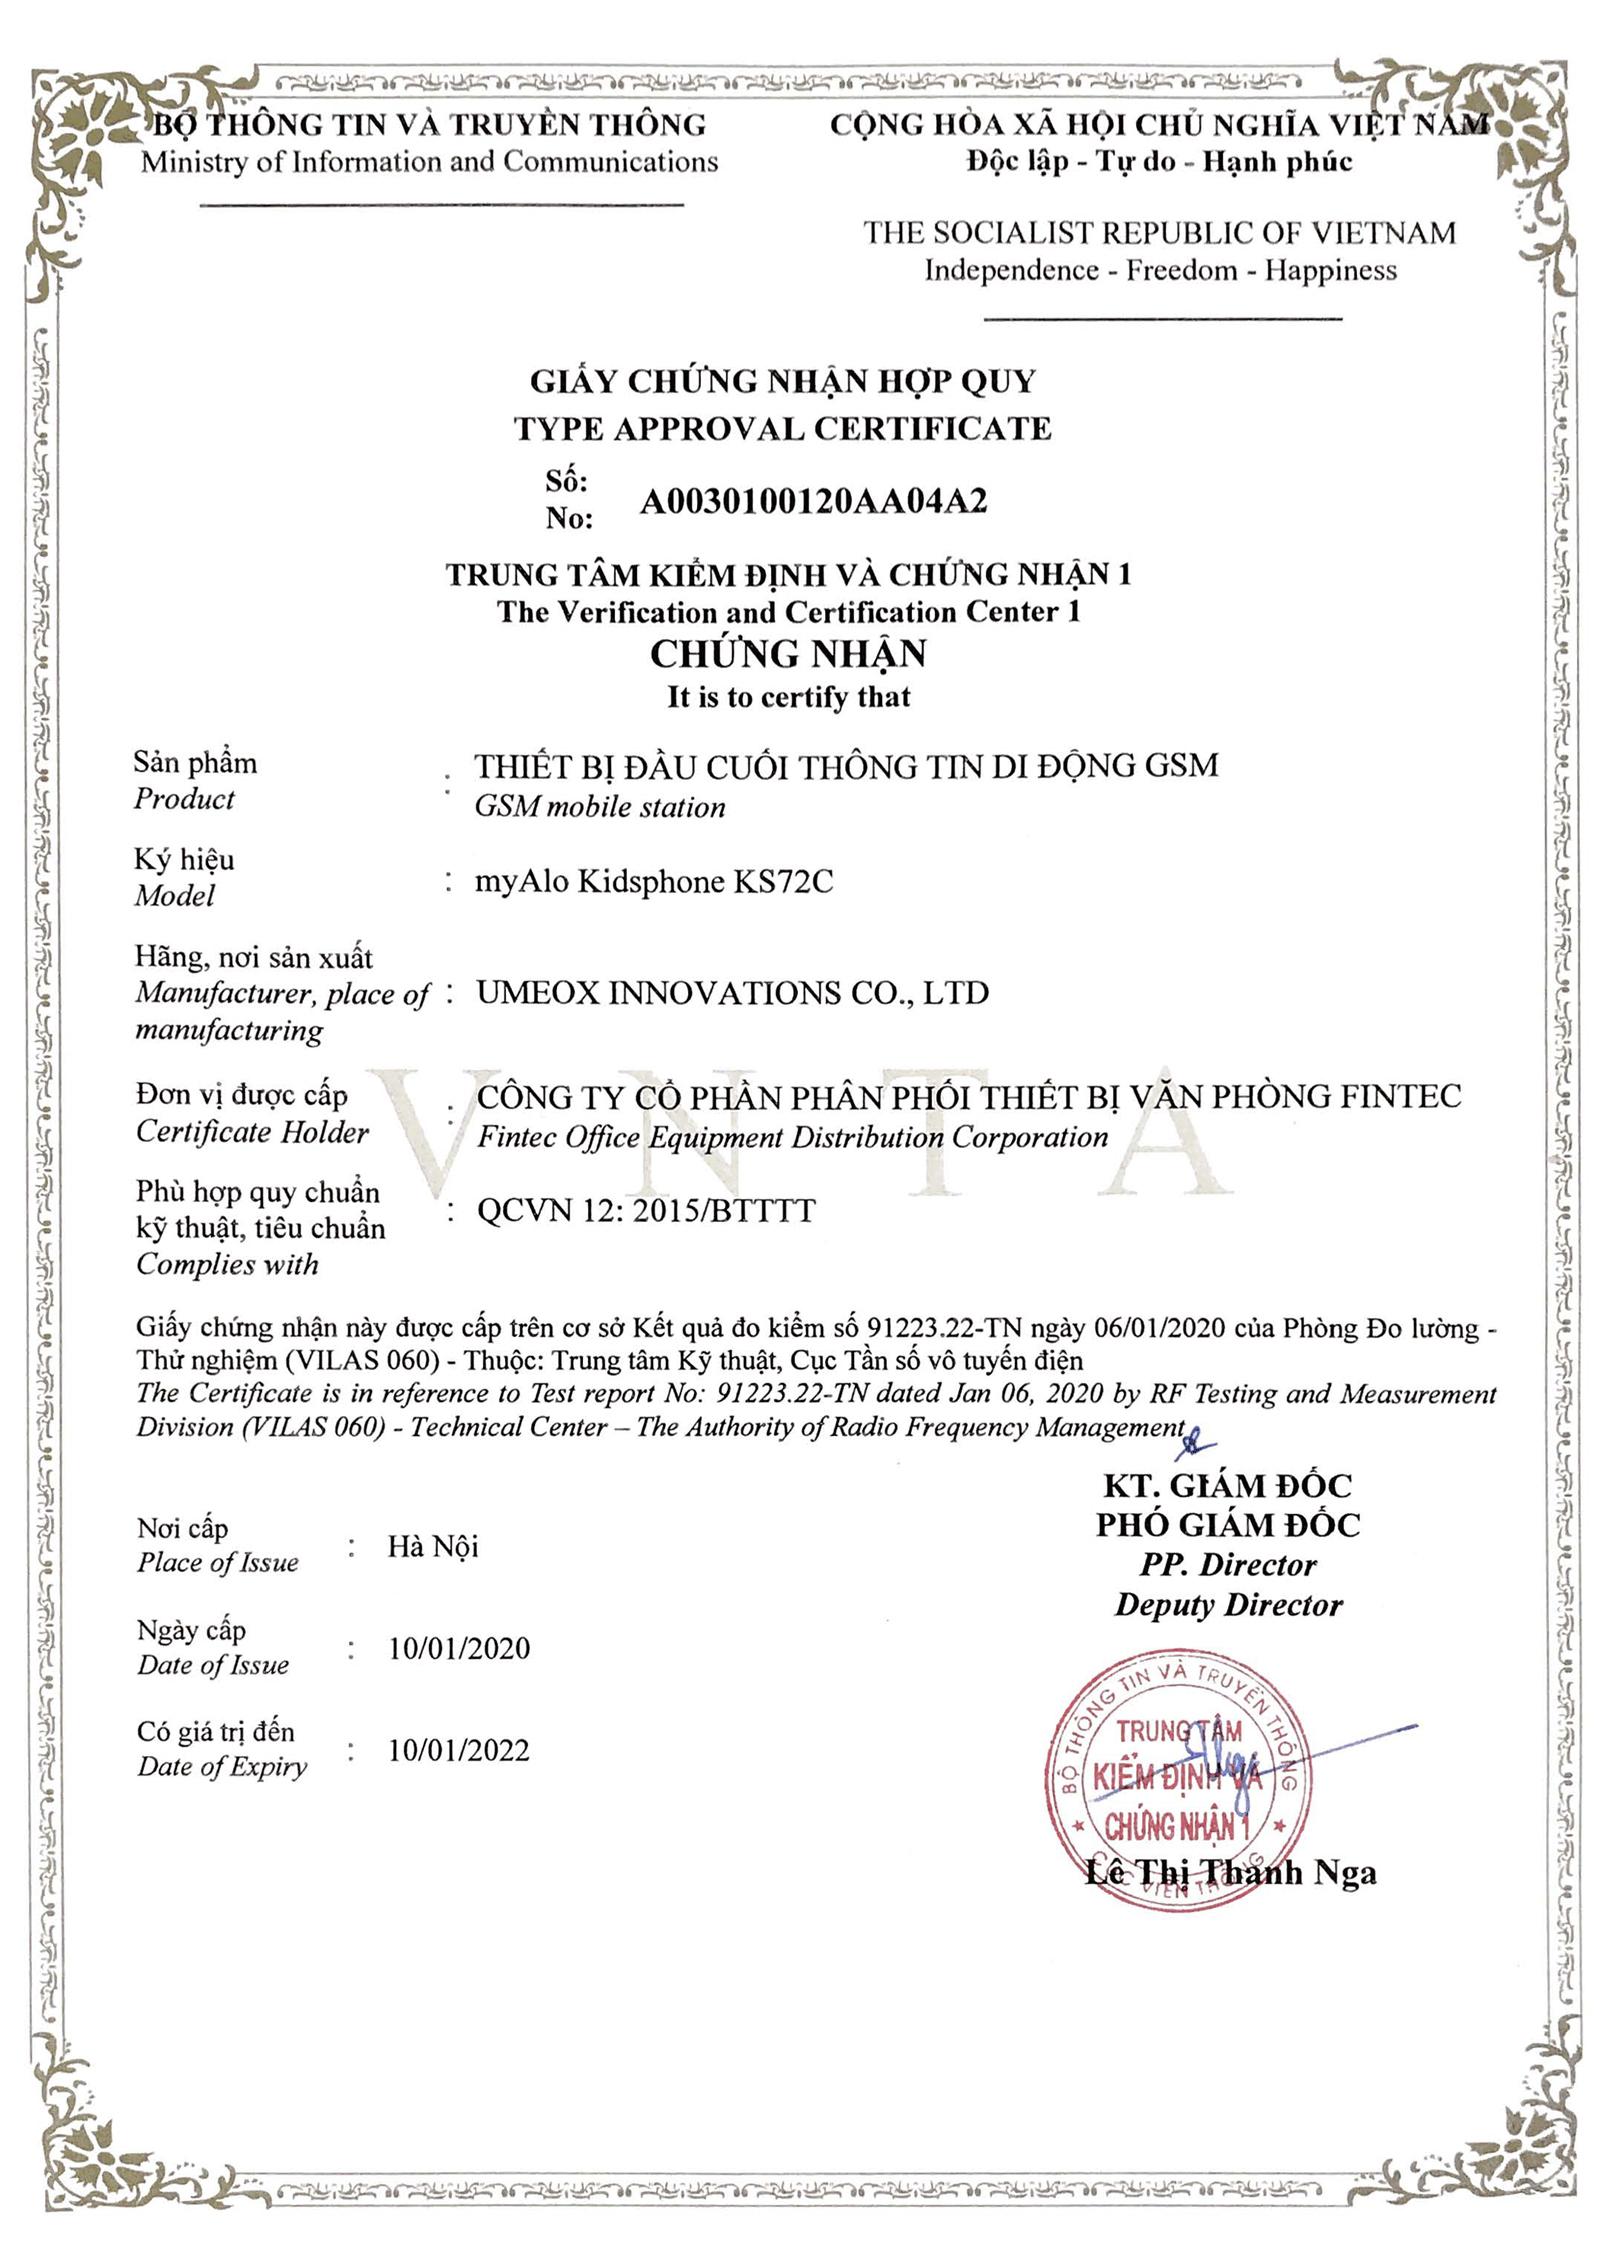 BỘ THÔNG TIN VÀ TRUYỀN THÔNG
Ministry of Information and Communications
CỘNG HÒA XÃ HỘI CHỦ NGHĨA VIỆT NAM
Độc lập - Tự do - Hạnh phúc
THE SOCIALIST REPUBLIC OF VIETNAM
Independence - Freedom - Happiness
GIẤY CHỨNG NHẬN HỢP QUY
TYPE APPROVAL CERTIFICATE
Số:
No: A0030100120AA04A2
TRUNG TÂM KIỂM ĐỊNH VÀ CHỨNG NHẬN 1
The Verification and Certification Center 1
CHỨNG NHẬN
It is to certify that
Sản phẩm : THIẾT BỊ ĐẦU CUỐI THÔNG TIN DI ĐỘNG GSM
Product GSM mobile station
Ký hiệu
Model : myAlo Kidsphone KS72C
Hãng, nơi sản xuất
Manufacturer, place of : UMEOX INNOVATIONS CO., LTD
manufacturing
VNTA
Đơn vị được cấp : CÔNG TY CỔ PHẦN PHÂN PHỐI THIẾT BỊ VĂN PHÒNG FINTEC
Certificate Holder Fintec Office Equipment Distribution Corporation
Phù hợp quy chuẩn
kỹ thuật, tiêu chuẩn : QCVN 12: 2015/BTTTT
Complies with
Giấy chứng nhận này được cấp trên cơ sở Kết quả đo kiểm số 91223.22-TN ngày 06/01/2020 của Phòng Đo lường -
Thử nghiệm (VILAS 060) - Thuộc: Trung tâm Kỹ thuật, Cục Tần số vô tuyến điện
The Certificate is in reference to Test report No: 91223.22-TN dated Jan 06, 2020 by RF Testing and Measurement
Division (VILAS 060) - Technical Center – The Authority of Radio Frequency Management
KT. GIÁM ĐỐC
PHÓ GIÁM ĐỐC
PP. Director
Deputy Director
Nơi cấp
Place of Issue : Hà Nội
Ngày cấp
Date of Issue : 10/01/2020
Có giá trị đến
Date of Expiry : 10/01/2022
BỘ THÔNG TIN VÀ TRUYỀN THÔNG
TRUNG TÂM
KIỂM ĐỊNH VÀ
CHỨNG NHẬN 1
CỤC VIỄN THÔNG
Lê Thị Thanh Nga